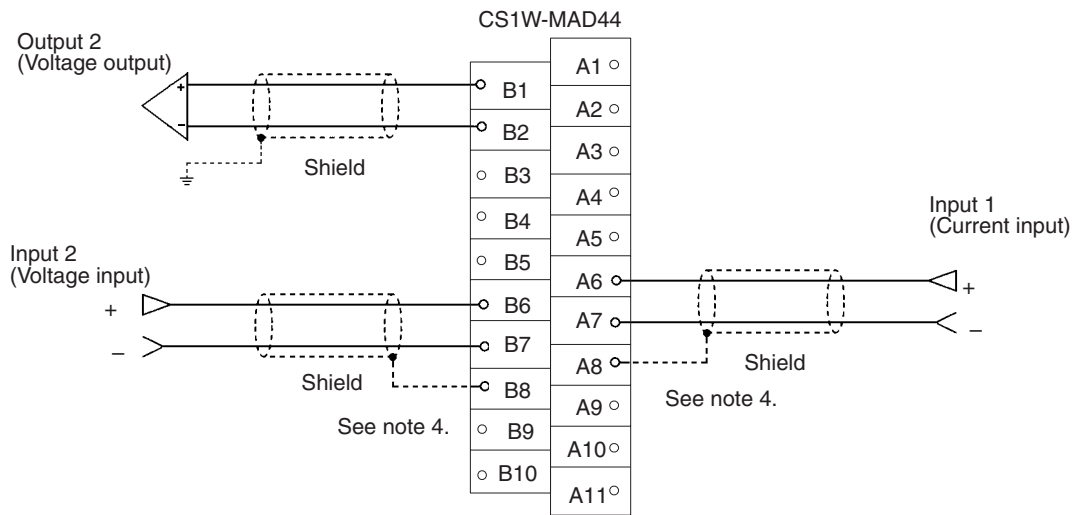 CS1W-MAD44
Output 2
(Voltage output)
+
−
Shield
Input 2
(Voltage input)
+
−
Shield
See note 4.
B1
B2
B3
B4
B5
B6
B7
B8
B9
B10
A1
A2
A3
A4
A5
A6
A7
A8
A9
A10
A11
Input 1
(Current input)
+
−
Shield
See note 4.